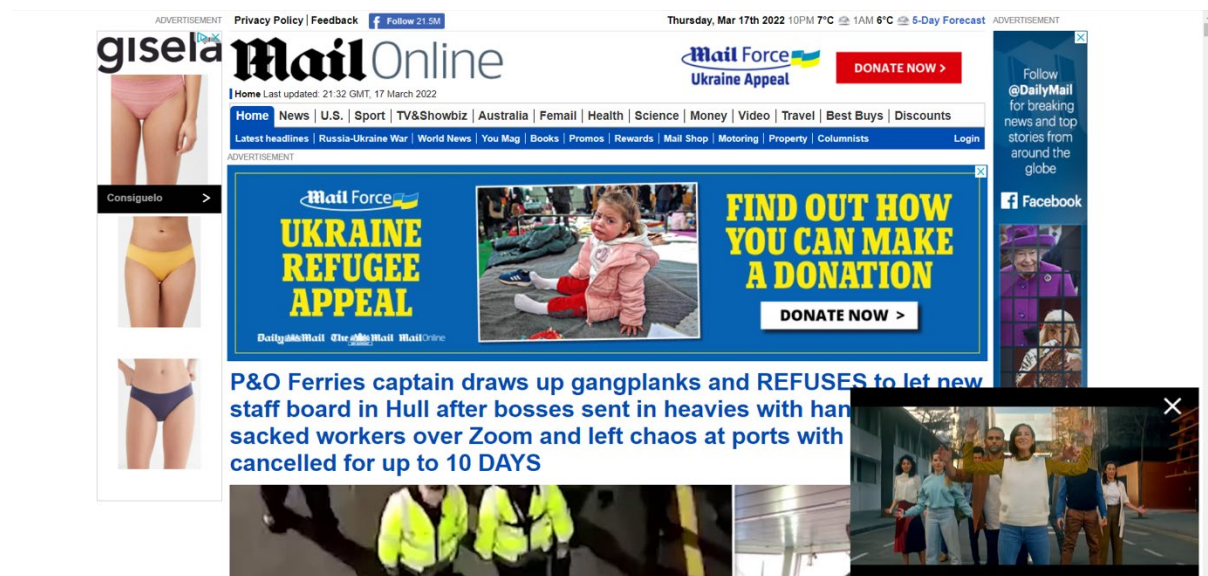 ADVERTISEMENT
Privacy Policy | Feedback
Follow 21.5M
Thursday, Mar 17th 2022 10PM 7°C 1AM 6°C 5-Day Forecast
ADVERTISEMENT
gisela
Consiguelo >
Mail Online
Home Last updated: 21:32 GMT, 17 March 2022
Mail Force
Ukraine Appeal
DONATE NOW >
Home News | U.S. | Sport | TV&Showbiz | Australia | Femail | Health | Science | Money | Video | Travel | Best Buys | Discounts
Latest headlines | Russia-Ukraine War | World News | You Mag | Books | Promos | Rewards | Mail Shop | Motoring | Property | Columnists
Login
ADVERTISEMENT
Mail Force
UKRAINE
REFUGEE
APPEAL
Daily Mail The Mail MailOnline
FIND OUT HOW
YOU CAN MAKE
A DONATION
DONATE NOW >
Follow
@DailyMail
for breaking
news and top
stories from
around the
globe
Facebook
P&O Ferries captain draws up gangplanks and REFUSES to let new
staff board in Hull after bosses sent in heavies with
sacked workers over Zoom and left chaos at ports with
cancelled for up to 10 DAYS